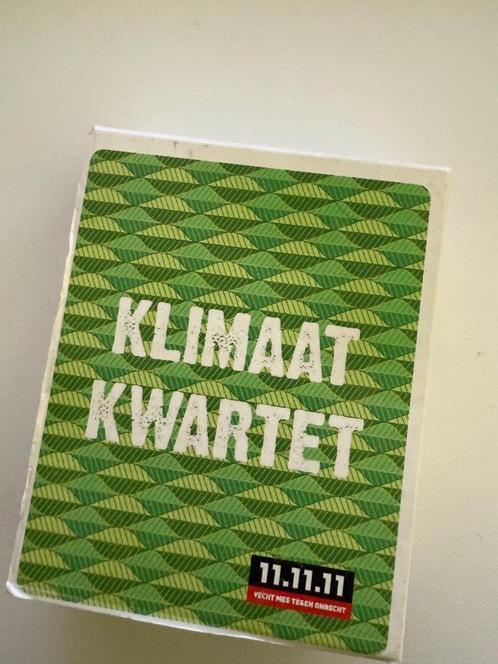 KLIMAAT
KWARTET
11.11.11
VECHT MEE TEGEN ONRECHT